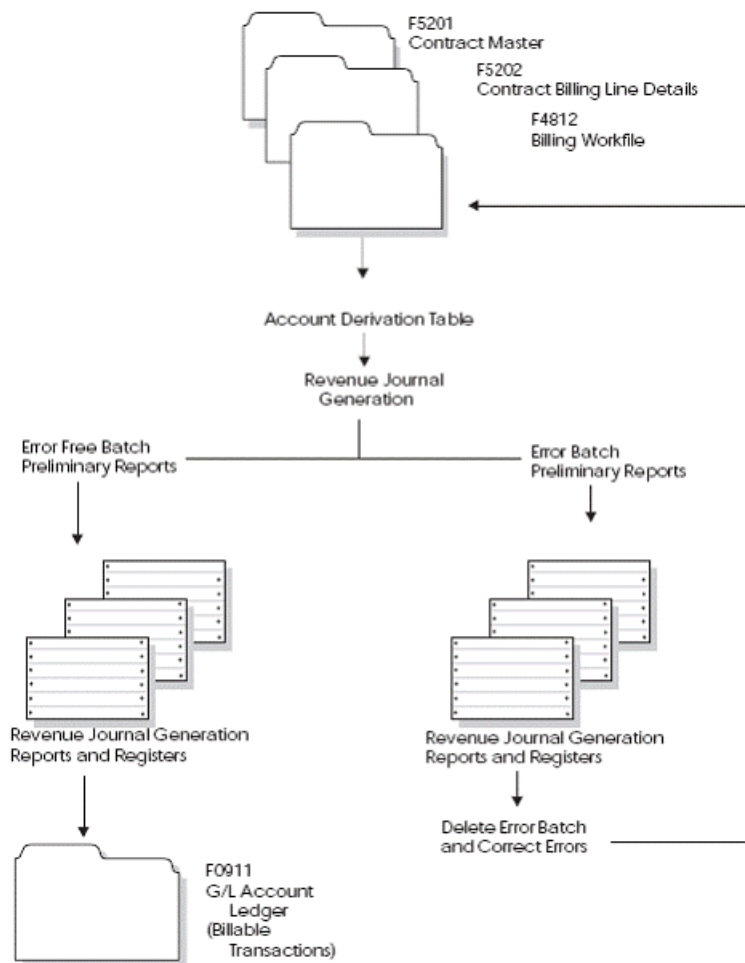 F5201
Contract Master
F5202
Contract Billing Line Details
F4812
Billing Workfile
Account Derivation Table
Revenue Journal
Generation
Error Free Batch
Preliminary Reports
Error Batch
Preliminary Reports
Revenue Journal Generation
Reports and Registers
Revenue Journal Generation
Reports and Registers
Delete Error Batch
and Correct Errors
F0911
G/L Account
Ledger
(Billable
Transactions)